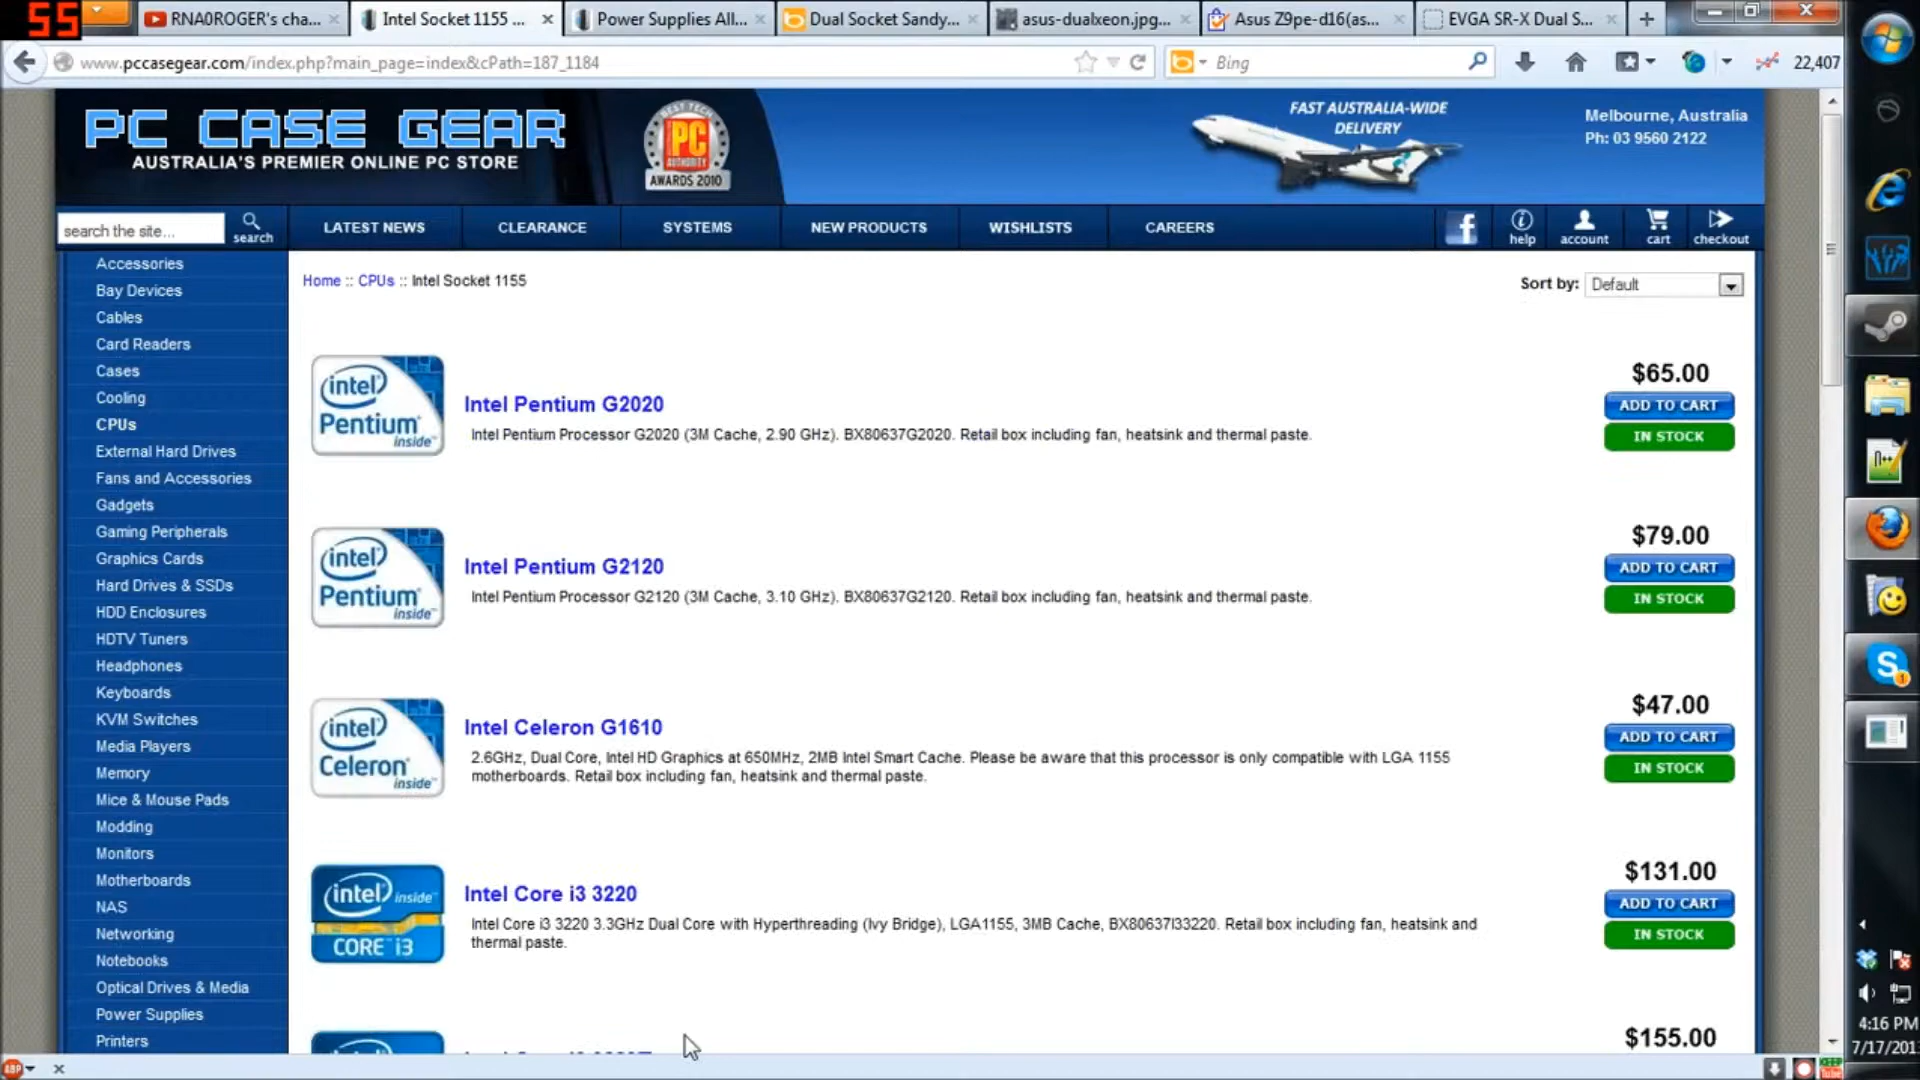 55
RNA0ROGER's cha...
Intel Socket 1155 ...
Power Supplies All...
Dual Socket Sandy...
asus-dualxeon.jpg...
Asus Z9pe-d16(as...
EVGA SR-X Dual S...
www.pccasegear.com/index.php?main_page=index&cPath=187_1184
Bing
22,407
PC CASE GEAR
AUSTRALIA'S PREMIER ONLINE PC STORE
BEST TECH
PC
AUTHORITY
AWARDS 2010
FAST AUSTRALIA-WIDE
DELIVERY
Melbourne, Australia
Ph: 03 9560 2122
search the site...
search
LATEST NEWS
CLEARANCE
SYSTEMS
NEW PRODUCTS
WISHLISTS
CAREERS
help
account
cart
checkout
Accessories
Bay Devices
Cables
Card Readers
Cases
Cooling
CPUs
External Hard Drives
Fans and Accessories
Gadgets
Gaming Peripherals
Graphics Cards
Hard Drives & SSDs
HDD Enclosures
HDTV Tuners
Headphones
Keyboards
KVM Switches
Media Players
Memory
Mice & Mouse Pads
Modding
Monitors
Motherboards
NAS
Networking
Notebooks
Optical Drives & Media
Power Supplies
Printers
Home :: CPUs :: Intel Socket 1155
Sort by: Default
intel
Pentium
inside
Intel Pentium G2020
Intel Pentium Processor G2020 (3M Cache, 2.90 GHz). BX80637G2020. Retail box including fan, heatsink and thermal paste.
$65.00
ADD TO CART
IN STOCK
intel
Pentium
inside
Intel Pentium G2120
Intel Pentium Processor G2120 (3M Cache, 3.10 GHz). BX80637G2120. Retail box including fan, heatsink and thermal paste.
$79.00
ADD TO CART
IN STOCK
intel
Celeron
inside
Intel Celeron G1610
2.6GHz, Dual Core, Intel HD Graphics at 650MHz, 2MB Intel Smart Cache. Please be aware that this processor is only compatible with LGA 1155
motherboards. Retail box including fan, heatsink and thermal paste.
$47.00
ADD TO CART
IN STOCK
intel inside
CORE i3
Intel Core i3 3220
Intel Core i3 3220 3.3GHz Dual Core with Hyperthreading (Ivy Bridge), LGA1155, 3MB Cache, BX80637I33220. Retail box including fan, heatsink and
thermal paste.
$131.00
ADD TO CART
IN STOCK
$155.00
4:16 PM
7/17/201
ABP